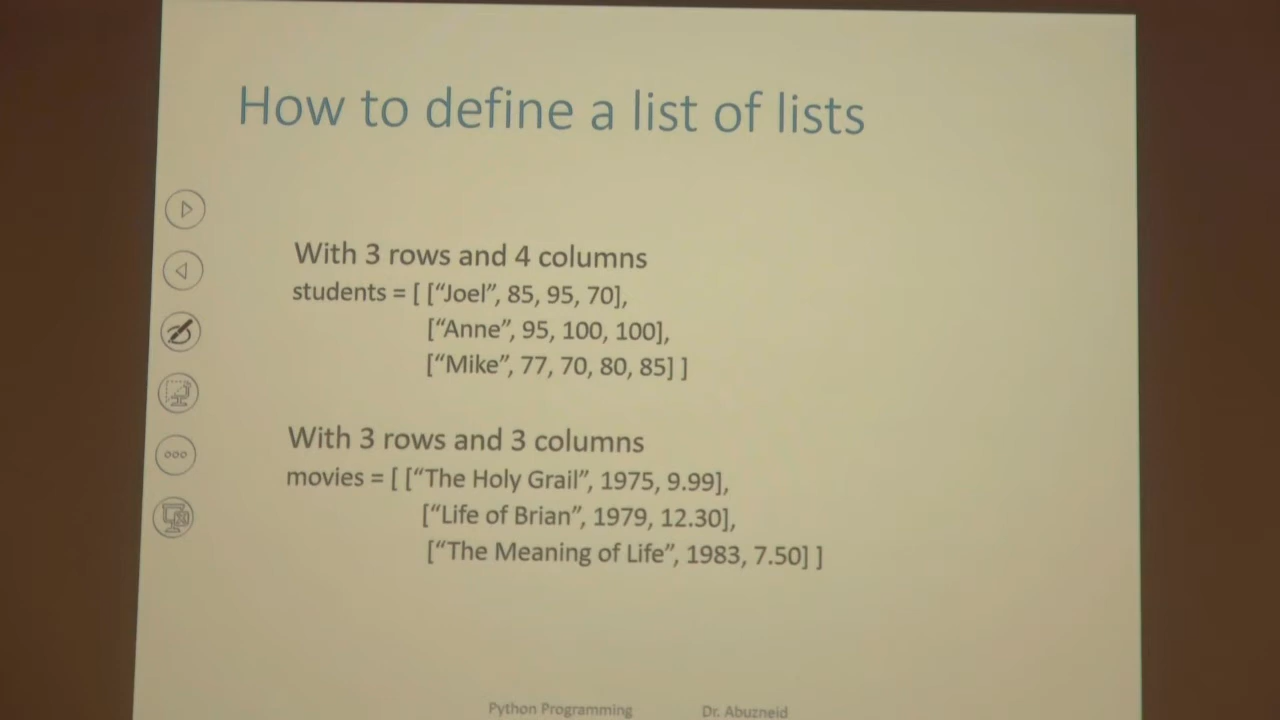 How to define a list of lists
With 3 rows and 4 columns
students = [ [“Joel”, 85, 95, 70],
[“Anne”, 95, 100, 100],
[“Mike”, 77, 70, 80, 85] ]
With 3 rows and 3 columns
movies = [ [“The Holy Grail”, 1975, 9.99],
[“Life of Brian”, 1979, 12.30],
[“The Meaning of Life”, 1983, 7.50] ]
Python Programming Dr. Abuzneid